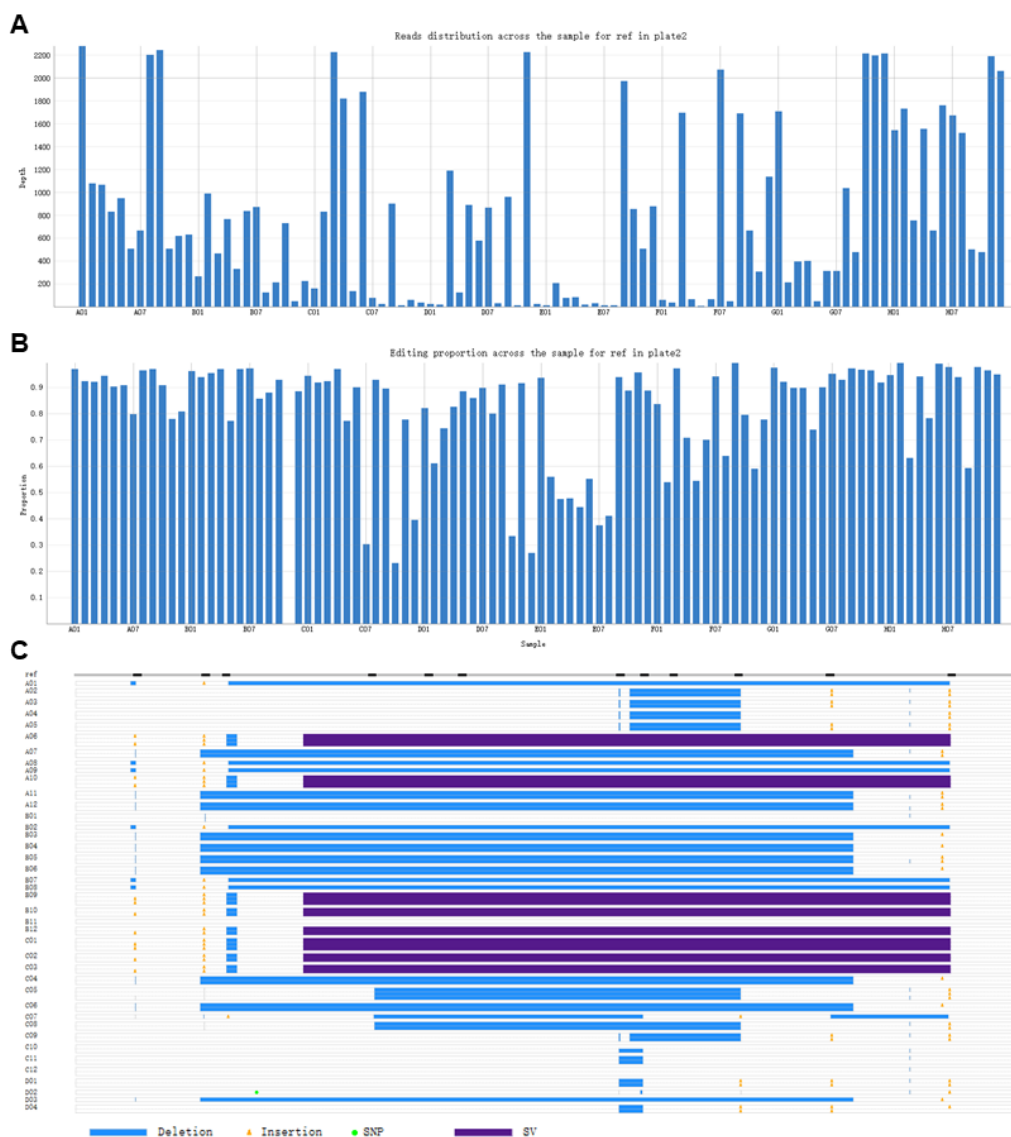 A
Reads distribution across the sample for ref in plate2
2200
2000
1800
1600
1400
1200
1000
800
600
400
200
Depth
A01 A07 B01 B07 C01 C07 D01 D07 E01 E07 F01 F07 G01 G07 H01 H07
B
Editing proportion across the sample for ref in plate2
0.9
0.8
0.7
0.6
0.5
0.4
0.3
0.2
0.1
Proportion
A01 A07 B01 B07 C01 C07 D01 D07 E01 E07 F01 F07 G01 G07 H01 H07
Sample
C
ref
A01
A02
A03
A04
A05
A06
A07
A08
A09
A10
A11
A12
B01
B02
B03
B04
B05
B06
B07
B08
B09
B10
B11
B12
C01
C02
C03
C04
C05
C06
C07
C08
C09
C10
C11
C12
D01
D02
D03
D04
Deletion Insertion SNP SV